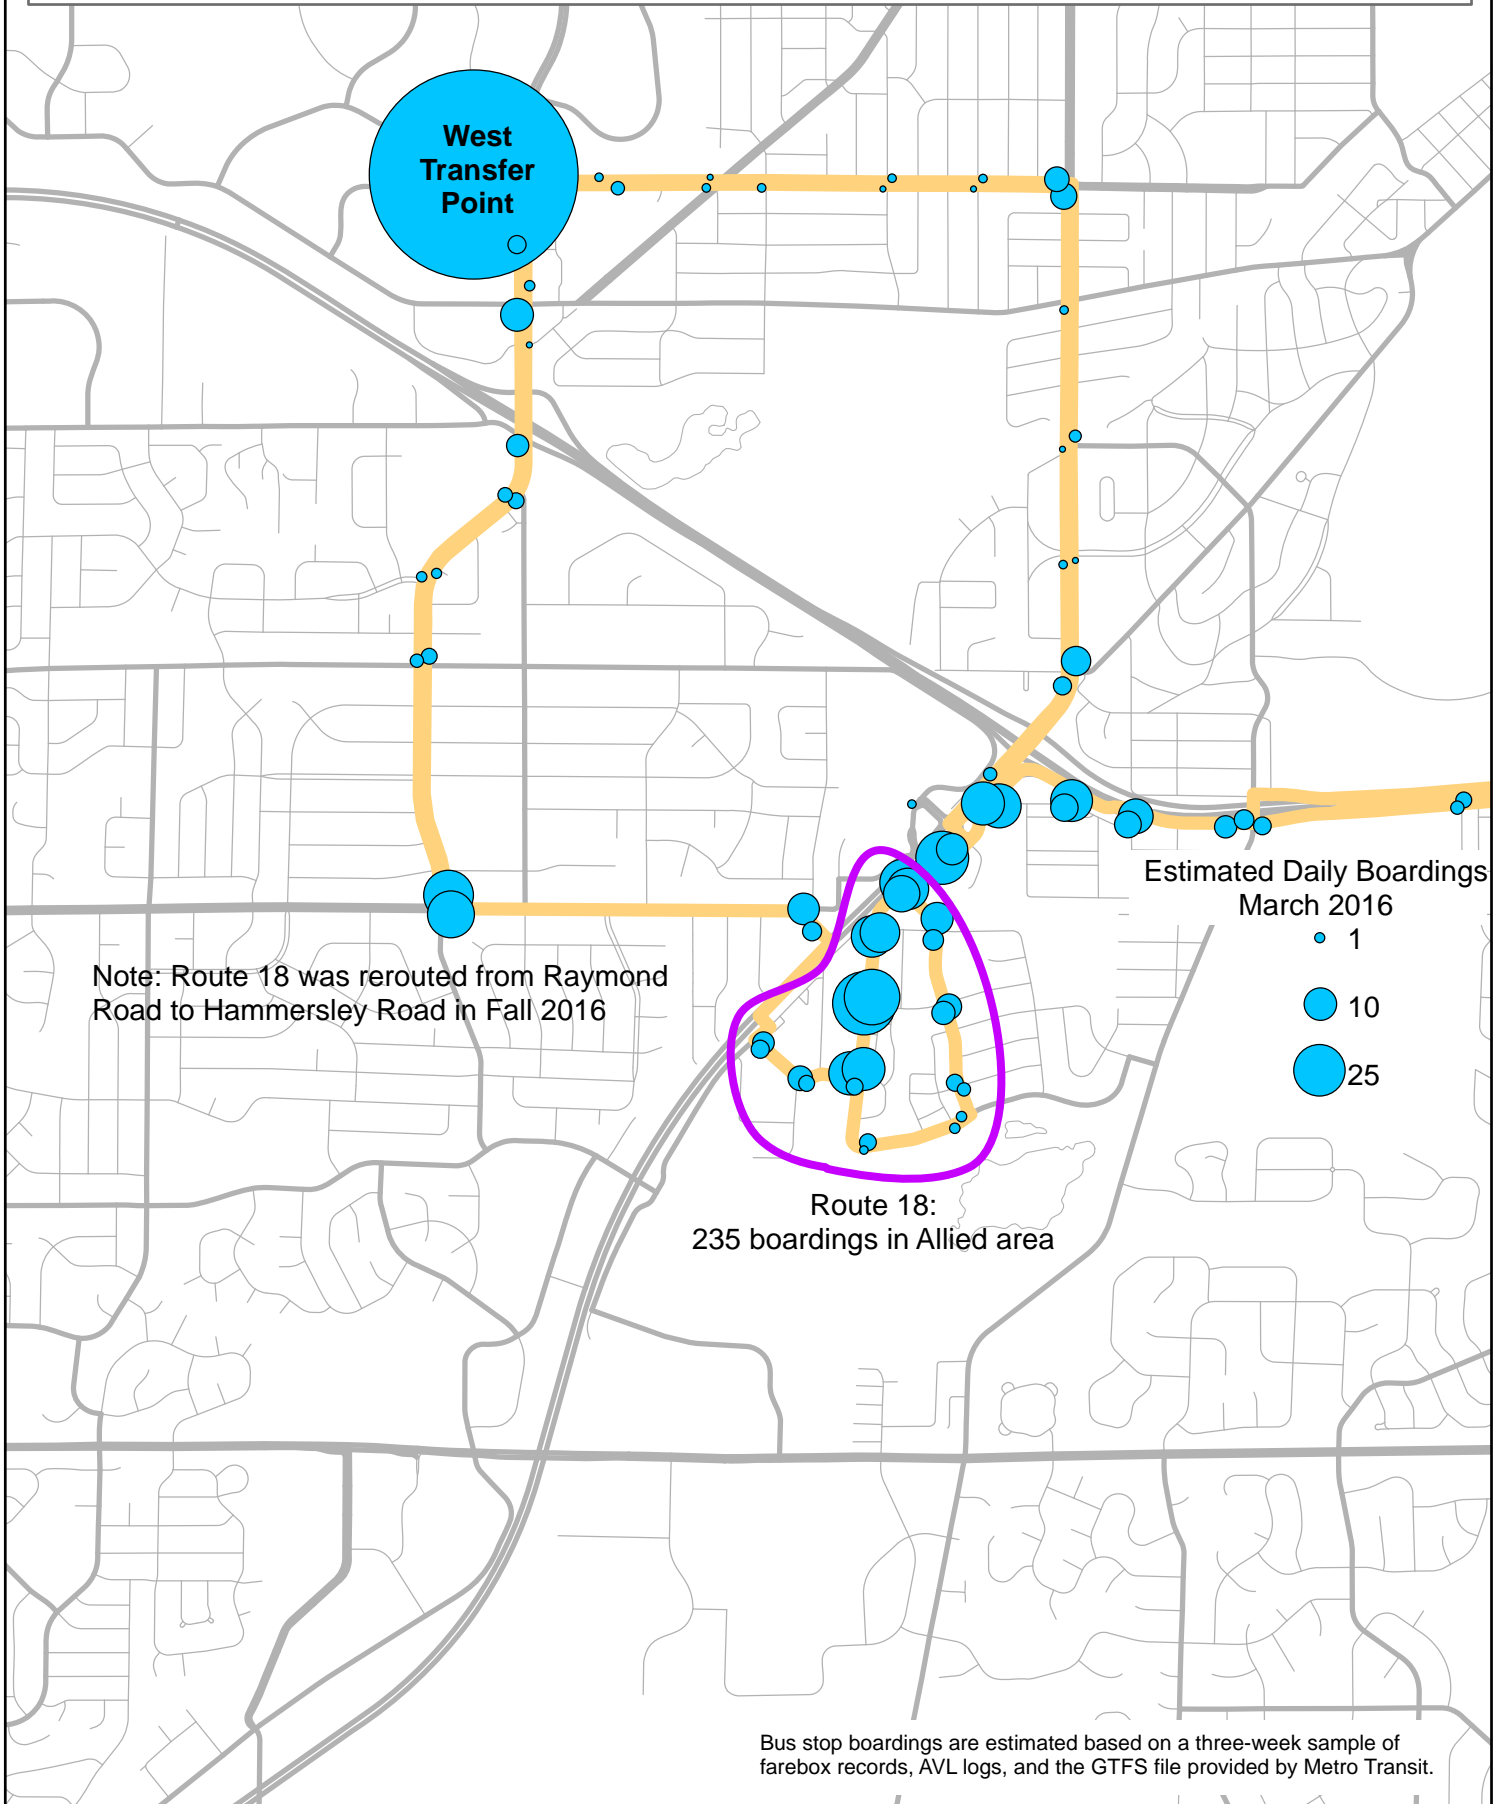 West
Transfer
Point
Estimated Daily Boardings
March 2016
1
10
25
Note: Route 18 was rerouted from Raymond
Road to Hammersley Road in Fall 2016
Route 18:
235 boardings in Allied area
Bus stop boardings are estimated based on a three-week sample of
farebox records, AVL logs, and the GTFS file provided by Metro Transit.